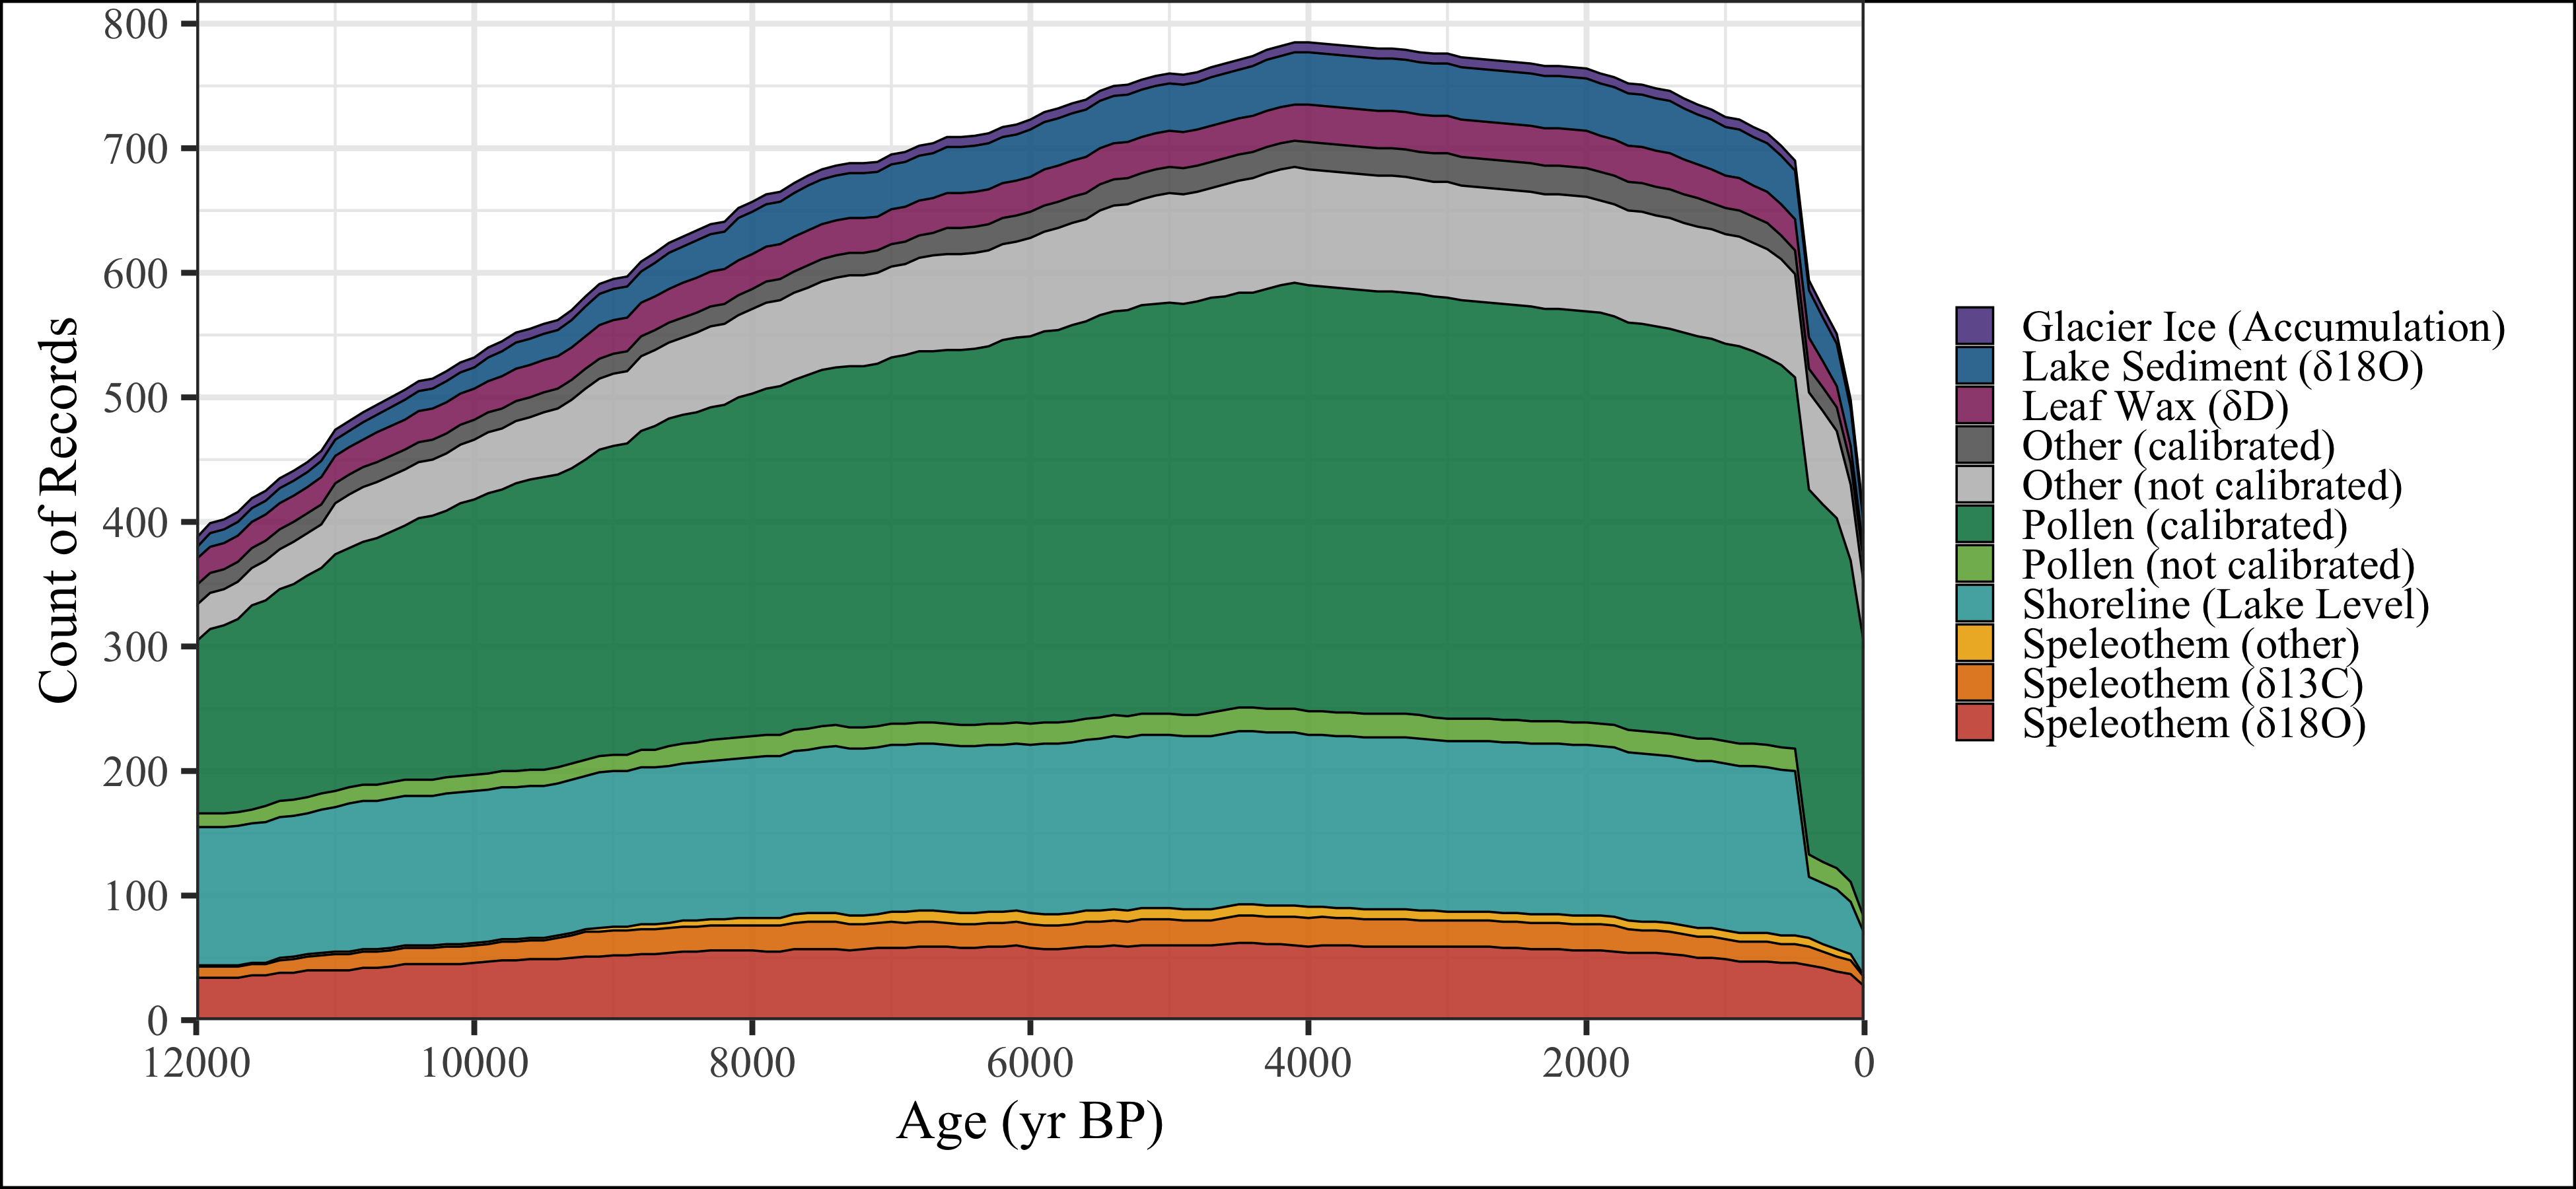 800
700
600
500
400
300
200
100
0
Count of Records
12000 10000 8000 6000 4000 2000 0
Age (yr BP)
Glacier Ice (Accumulation)
Lake Sediment (δ18O)
Leaf Wax (δD)
Other (calibrated)
Other (not calibrated)
Pollen (calibrated)
Pollen (not calibrated)
Shoreline (Lake Level)
Speleothem (other)
Speleothem (δ13C)
Speleothem (δ18O)